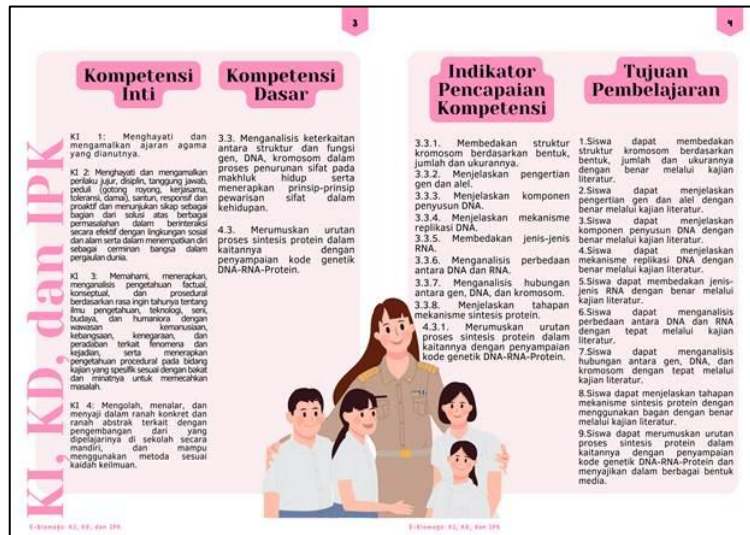 3
KI, KD, dan IPK
Kompetensi
Inti
KI 1: Menghayati dan
mengamalkan ajaran agama
yang dianutnya.
KI 2: Menghayati dan mengamalkan
perilaku jujur, disiplin, tanggung jawab,
peduli (gotong royong, kerjasama,
toleransi, damai), santun, responsif dan
proaktif dan menunjukan sikap sebagai
bagian dari solusi atas berbagai
permasalahan dalam berinteraksi
secara efektif dengan lingkungan sosial
dan alam serta dalam menempatkan diri
sebagai cerminan bangsa dalam
pergaulan dunia.
KI 3: Memahami, menerapkan,
menganalisis pengetahuan factual,
konseptual, dan prosedural
berdasarkan rasa ingin tahunya tentang
ilmu pengetahuan, teknologi, seni,
budaya, dan humaniora dengan
wawasan kemanusiaan,
kebangsaan, kenegaraan, dan
peradaban terkait fenomena dan
kejadian, serta menerapkan
pengetahuan procedural pada bidang
kajian yang spesifik sesuai dengan bakat
dan minatnya untuk memecahkan
masalah.
KI 4: Mengolah, menalar, dan
menyaji dalam ranah konkret dan
ranah abstrak terkait dengan
pengembangan dari yang
dipelajarinya di sekolah secara
mandiri, dan mampu
menggunakan metoda sesuai
kaidah keilmuan.
Kompetensi
Dasar
3.3. Menganalisis keterkaitan
antara struktur dan fungsi
gen, DNA, kromosom dalam
proses penurunan sifat pada
makhluk hidup serta
menerapkan prinsip-prinsip
pewarisan sifat dalam
kehidupan.
4.3. Merumuskan urutan
proses sintesis protein dalam
kaitannya dengan
penyampaian kode genetik
DNA-RNA-Protein.
E-Biomagz: KI, KD, dan IPK
4
Indikator
Pencapaian
Kompetensi
3.3.1. Membedakan struktur
kromosom berdasarkan bentuk,
jumlah dan ukurannya.
3.3.2. Menjelaskan pengertian
gen dan alel.
3.3.3. Menjelaskan komponen
penyusun DNA.
3.3.4. Menjelaskan mekanisme
replikasi DNA.
3.3.5. Membedakan jenis-jenis
RNA.
3.3.6. Menganalisis perbedaan
antara DNA dan RNA.
3.3.7. Menganalisis hubungan
antara gen, DNA, dan kromosom.
3.3.8. Menjelaskan tahapan
mekanisme sintesis protein.
4.3.1. Merumuskan urutan
proses sintesis protein dalam
kaitannya dengan penyampaian
kode genetik DNA-RNA-Protein.
Tujuan
Pembelajaran
1.Siswa dapat membedakan
struktur kromosom berdasarkan
bentuk, jumlah dan ukurannya
dengan benar melalui kajian
literatur.
2.Siswa dapat menjelaskan
pengertian gen dan alel dengan
benar melalui kajian literatur.
3.Siswa dapat menjelaskan
komponen penyusun DNA dengan
benar melalui kajian literatur.
4.Siswa dapat menjelaskan
mekanisme replikasi DNA dengan
benar melalui kajian literatur.
5.Siswa dapat membedakan jenis-
jenis RNA dengan benar melalui
kajian literatur.
6.Siswa dapat menganalisis
perbedaan antara DNA dan RNA
dengan tepat melalui kajian
literatur.
7.Siswa dapat menganalisis
hubungan antara gen, DNA, dan
kromosom dengan tepat melalui
kajian literatur.
8.Siswa dapat menjelaskan tahapan
mekanisme sintesis protein dengan
menggunakan bagan dengan benar
melalui kajian literatur.
9.Siswa dapat merumuskan urutan
proses sintesis protein dalam
kaitannya dengan penyampaian
kode genetik DNA-RNA-Protein dan
menyajikan dalam berbagai bentuk
media.
E-Biomagz: KI, KD, dan IPK